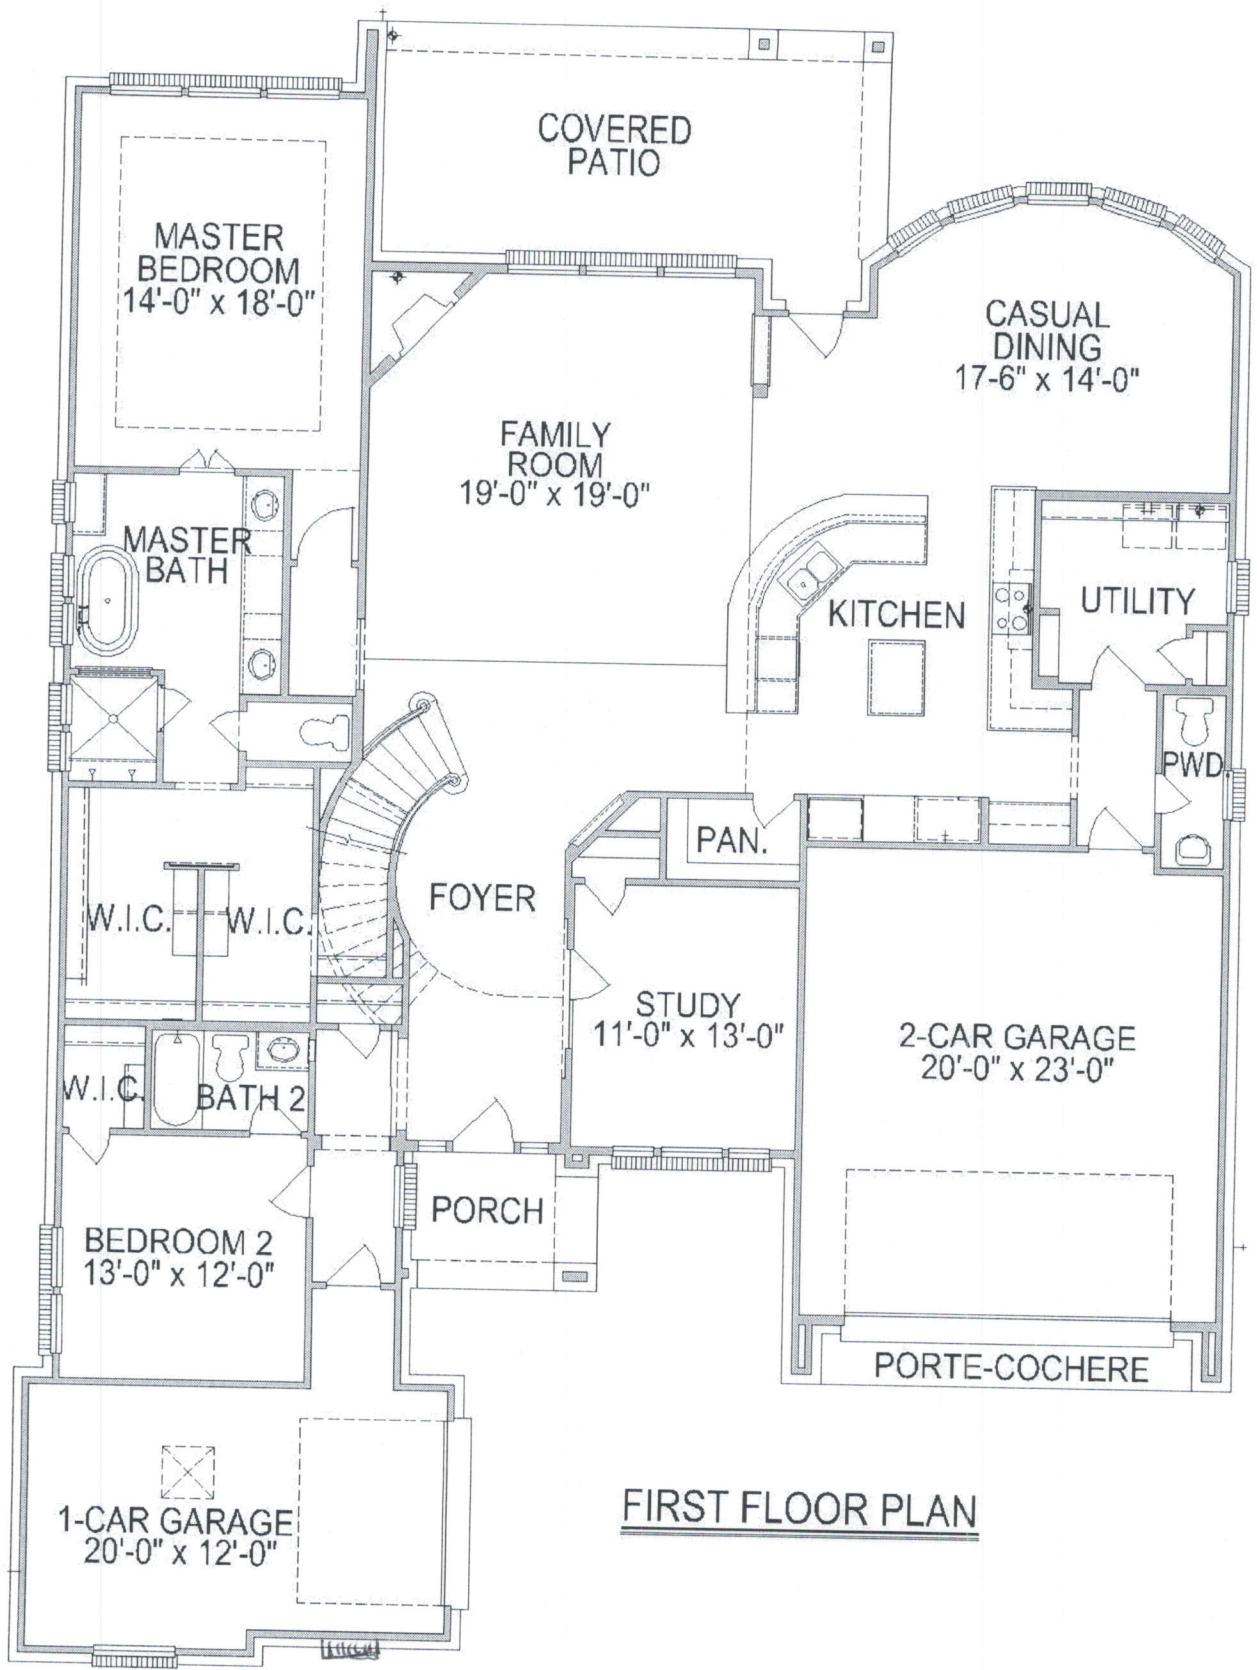 COVERED
PATIO
MASTER
BEDROOM
14'-0" x 18'-0"
CASUAL
DINING
17-6" x 14'-0"
FAMILY
ROOM
19'-0" x 19'-0"
MASTER
BATH
KITCHEN
UTILITY
PWD
PAN.
FOYER
W.I.C.
W.I.C.
STUDY
11'-0" x 13'-0"
2-CAR GARAGE
20'-0" x 23'-0"
W.I.C.
BATH 2
PORCH
BEDROOM 2
13'-0" x 12'-0"
PORTE-COCHERE
1-CAR GARAGE
20'-0" x 12'-0"
FIRST FLOOR PLAN